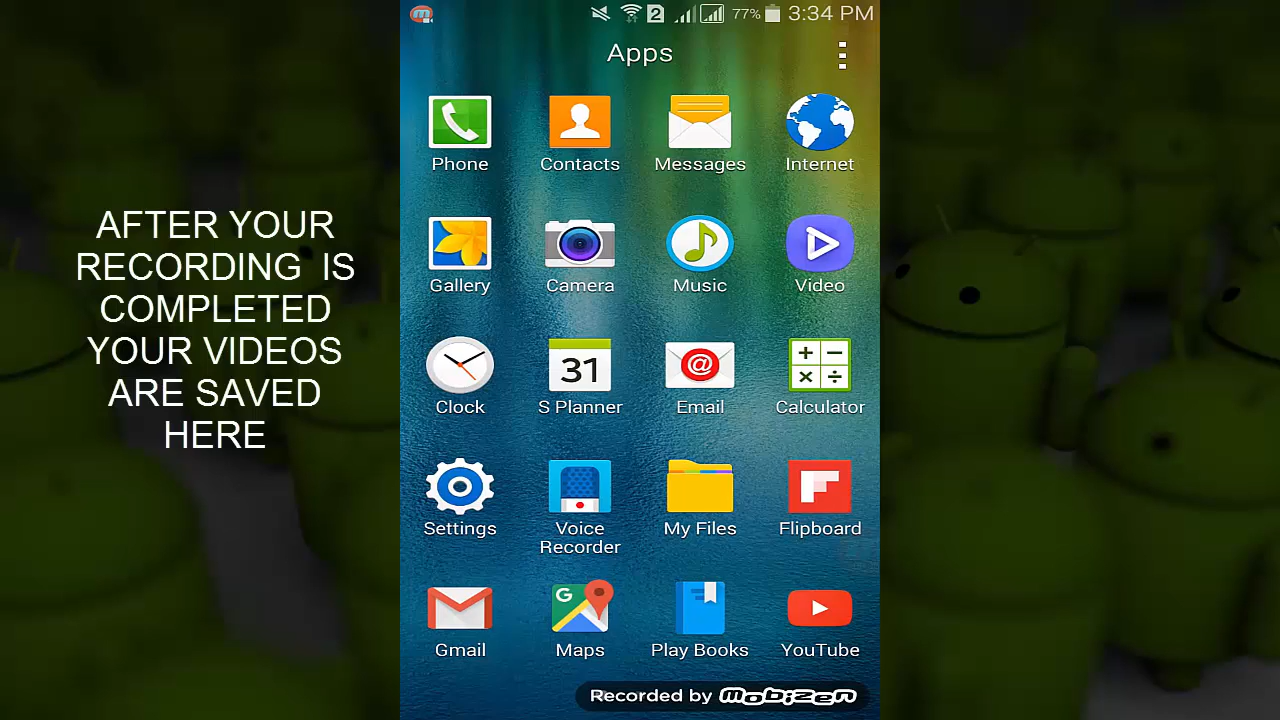 2 77% 3:34 PM
Apps
Phone Contacts Messages Internet
Gallery Camera Music Video
31
Clock S Planner Email Calculator
Settings Voice Recorder My Files Flipboard
G
Gmail Maps Play Books YouTube
Recorded by mobizen
AFTER YOUR
RECORDING IS
COMPLETED
YOUR VIDEOS
ARE SAVED
HERE